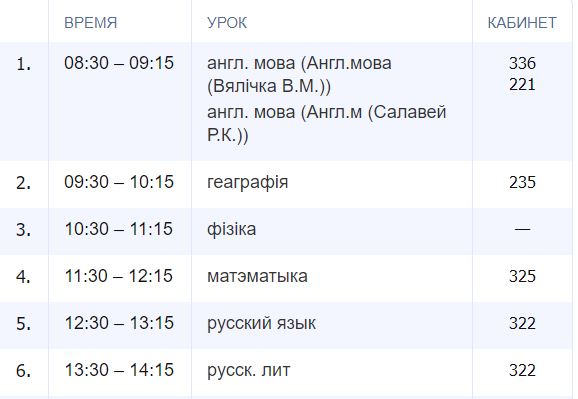 ВРЕМЯ УРОК КАБИНЕТ
1. 08:30 – 09:15 англ. мова (Англ.мова 336
(Вялічка В.М.)) 221
англ. мова (Англ.м (Салавей
Р.К.))
2. 09:30 – 10:15 геаграфія 235
3. 10:30 – 11:15 фізіка —
4. 11:30 – 12:15 матэматыка 325
5. 12:30 – 13:15 русский язык 322
6. 13:30 – 14:15 русск. лит 322